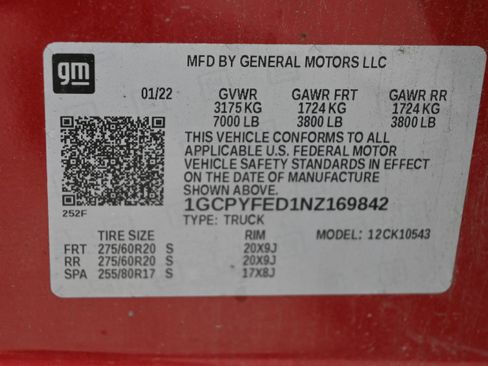 gm
MFD BY GENERAL MOTORS LLC
01/22 GVWR GAWR FRT GAWR RR
3175 KG 1724 KG 1724 KG
7000 LB 3800 LB 3800 LB
THIS VEHICLE CONFORMS TO ALL
APPLICABLE U.S. FEDERAL MOTOR
VEHICLE SAFETY STANDARDS IN EFFECT
ON THE DATE OF MANUFACTURE
SHOWN ABOVE.
252F
1GCPYFED1NZ169842
TYPE: TRUCK
TIRE SIZE RIM MODEL: 12CK10543
FRT 275/60R20 S 20X9J
RR 275/60R20 S 20X9J
SPA 255/80R17 S 17X8J